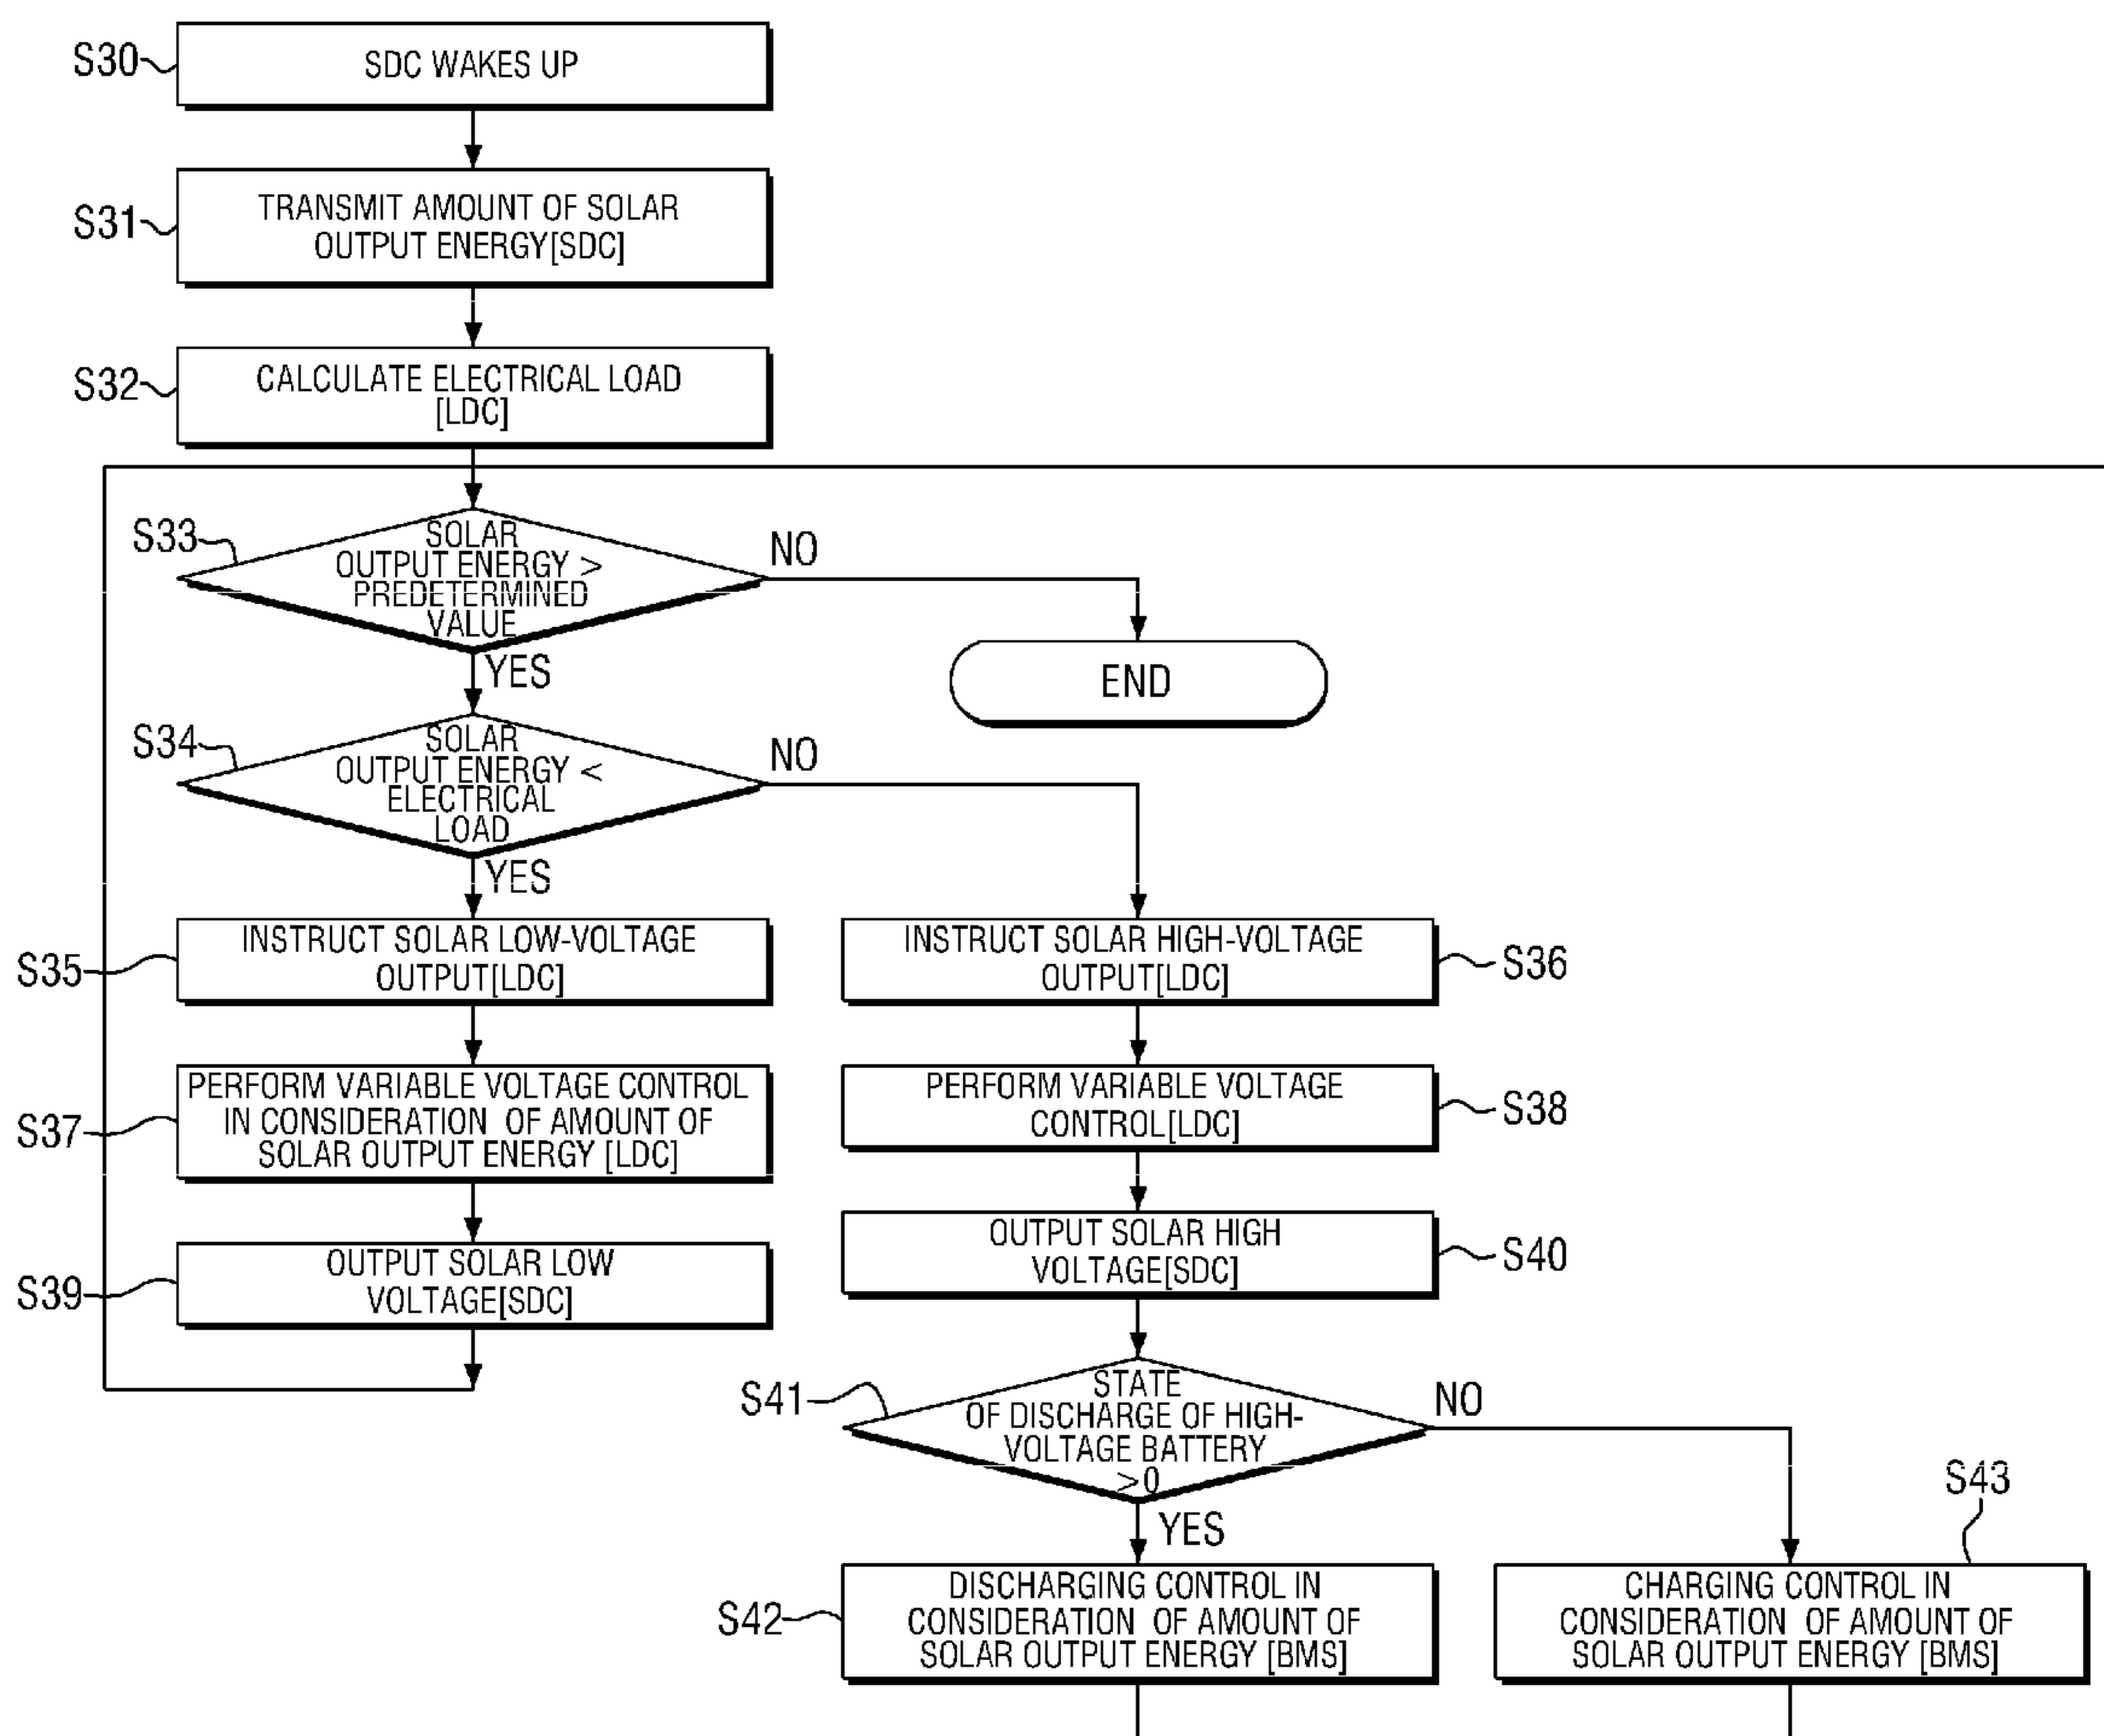 S30
SDC WAKES UP
S31
TRANSMIT AMOUNT OF SOLAR
OUTPUT ENERGY[SDC]
S32
CALCULATE ELECTRICAL LOAD
[LDC]
S33
SOLAR
OUTPUT ENERGY >
PREDETERMINED
VALUE
NO
YES
END
S34
SOLAR
OUTPUT ENERGY <
ELECTRICAL
LOAD
NO
YES
S35
INSTRUCT SOLAR LOW-VOLTAGE
OUTPUT[LDC]
INSTRUCT SOLAR HIGH-VOLTAGE
OUTPUT[LDC]
S36
S37
PERFORM VARIABLE VOLTAGE CONTROL
IN CONSIDERATION OF AMOUNT OF
SOLAR OUTPUT ENERGY [LDC]
PERFORM VARIABLE VOLTAGE
CONTROL[LDC]
S38
S39
OUTPUT SOLAR LOW
VOLTAGE[SDC]
OUTPUT SOLAR HIGH
VOLTAGE[SDC]
S40
S41
STATE
OF DISCHARGE OF HIGH-
VOLTAGE BATTERY
>0
NO
YES
S42
DISCHARGING CONTROL IN
CONSIDERATION OF AMOUNT OF
SOLAR OUTPUT ENERGY [BMS]
S43
CHARGING CONTROL IN
CONSIDERATION OF AMOUNT OF
SOLAR OUTPUT ENERGY [BMS]